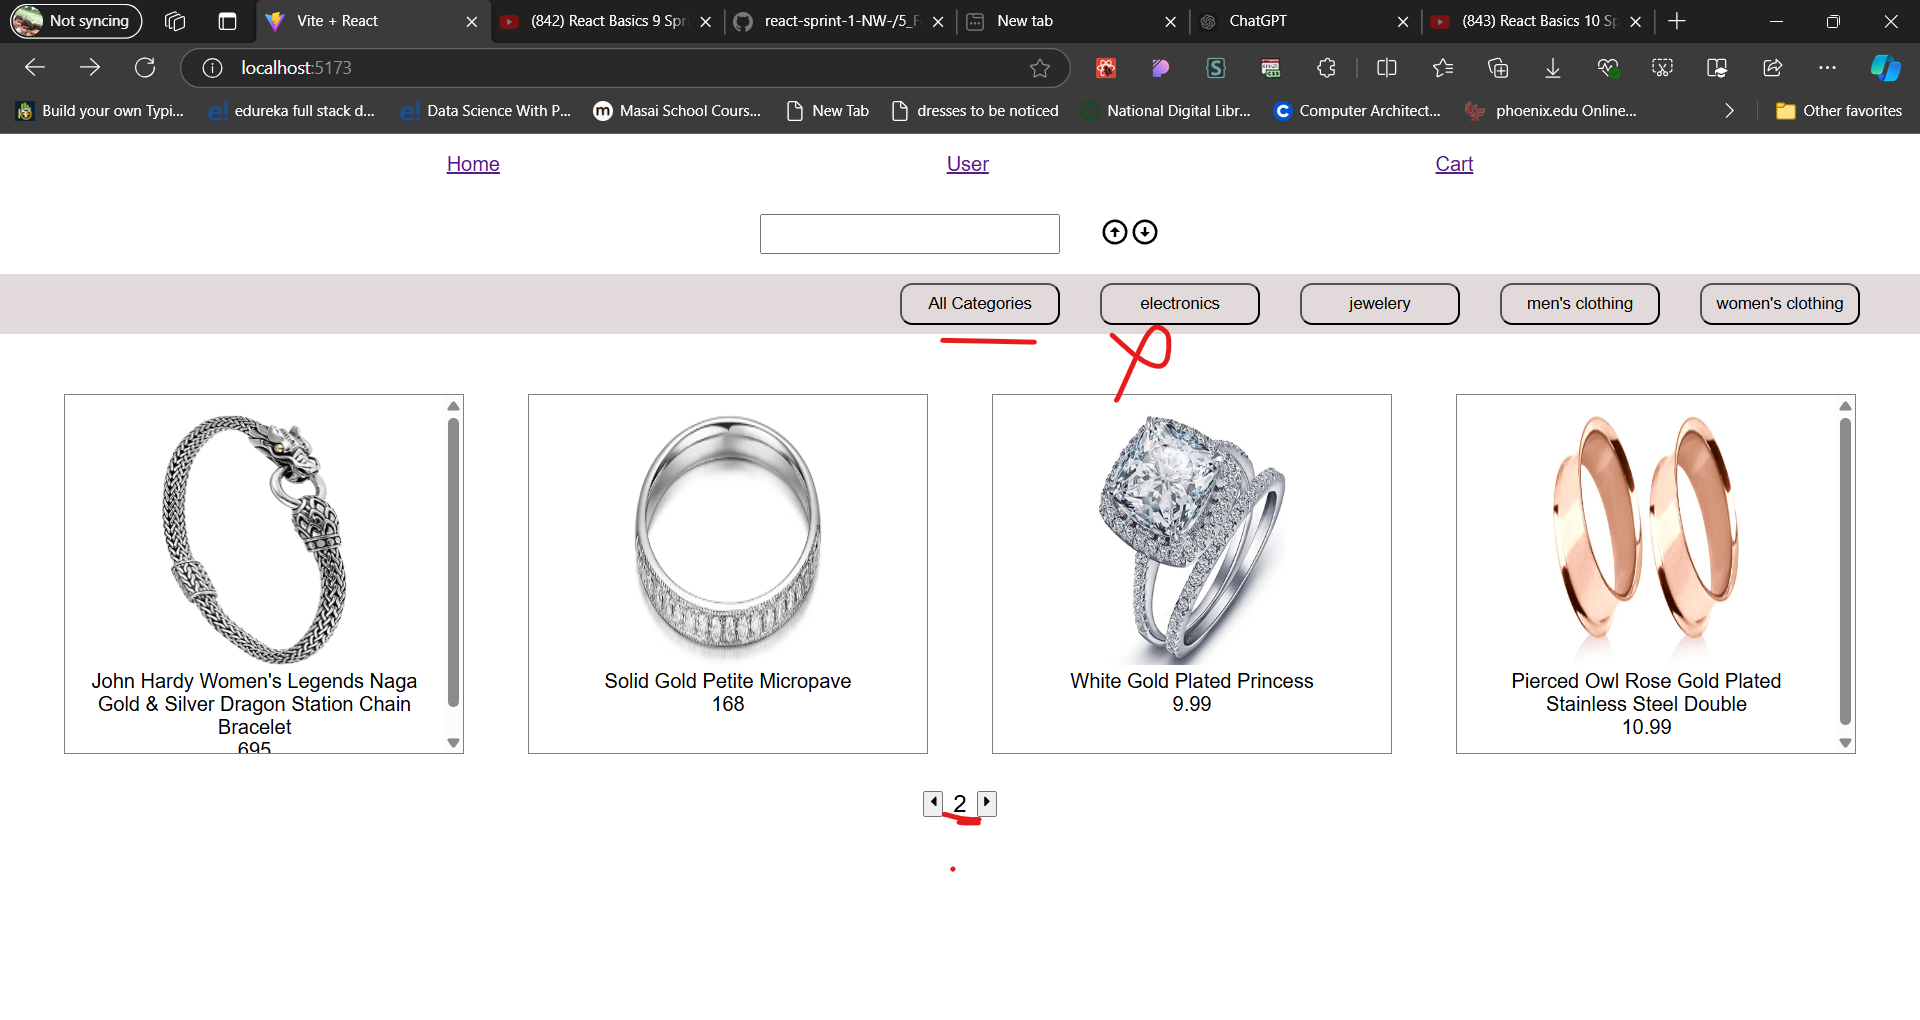 Not syncing
Vite + React
(842) React Basics 9 Spri
react-sprint-1-NW-/5_F
New tab
ChatGPT
(843) React Basics 10 Sp
localhost:5173
Build your own Typi...
edureka full stack d...
Data Science With P...
Masai School Cours...
New Tab
dresses to be noticed
National Digital Libr...
Computer Architect...
phoenix.edu Online...
Other favorites
Home
User
Cart
All Categories
electronics
jewelery
men's clothing
women's clothing
John Hardy Women's Legends Naga
Gold & Silver Dragon Station Chain
Bracelet
695
Solid Gold Petite Micropave
168
White Gold Plated Princess
9.99
Pierced Owl Rose Gold Plated
Stainless Steel Double
10.99
2